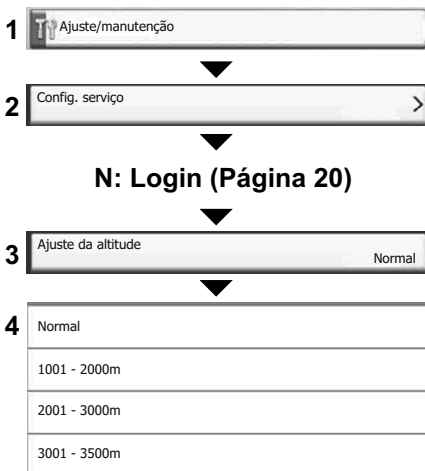 1 Ajuste/manutenção
2 Config. serviço >
N: Login (Página 20)
3 Ajuste da altitude
Normal
4 Normal
1001 - 2000m
2001 - 3000m
3001 - 3500m